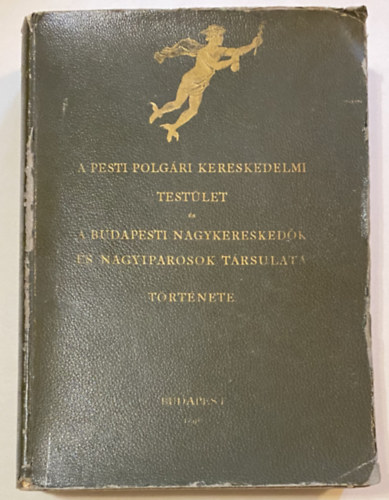 A PESTI POLGÁRI KERESKEDELMI
TESTÜLET
és
A BUDAPESTI NAGYKERESKEDŐK
ÉS NAGYIPAROSOK TÁRSULATA
TÖRTÉNETE
BUDAPEST